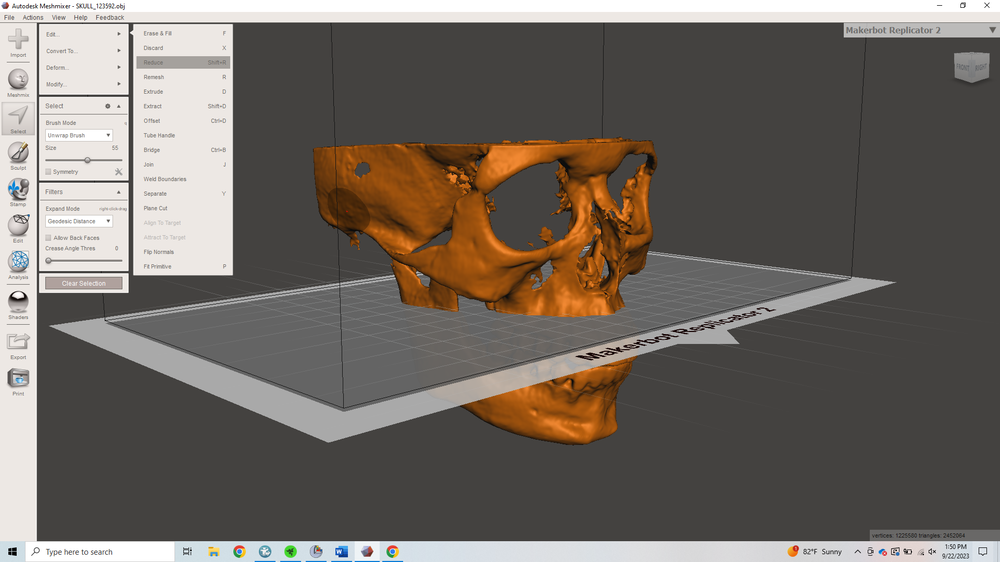 Autodesk Meshmixer - SKULL_123592.obj
File Actions View Help Feedback
Import
Meshmix
Select
Sculpt
Stamp
Edit
Analysis
Shaders
Export
Print
Edit...
Convert To...
Deform...
Modify...
Select
Brush Mode q
Unwrap Brush
Size 55
Symmetry
Filters
Expand Mode right-click-drag
Geodesic Distance
Allow Back Faces
Crease Angle Thres 0
Clear Selection
Erase & Fill F
Discard X
Reduce Shift+R
Remesh R
Extrude D
Extract Shift+D
Offset Ctrl+D
Tube Handle
Bridge Ctrl+B
Join J
Weld Boundaries
Separate Y
Plane Cut
Align To Target
Attract To Target
Flip Normals
Fit Primitive P
Makerbot Replicator 2
FRONT RIGHT
Makerbot Replicator 2
vertices: 1225580 triangles: 2452064
Type here to search
W
1
82°F Sunny
1:50 PM
9/22/2023